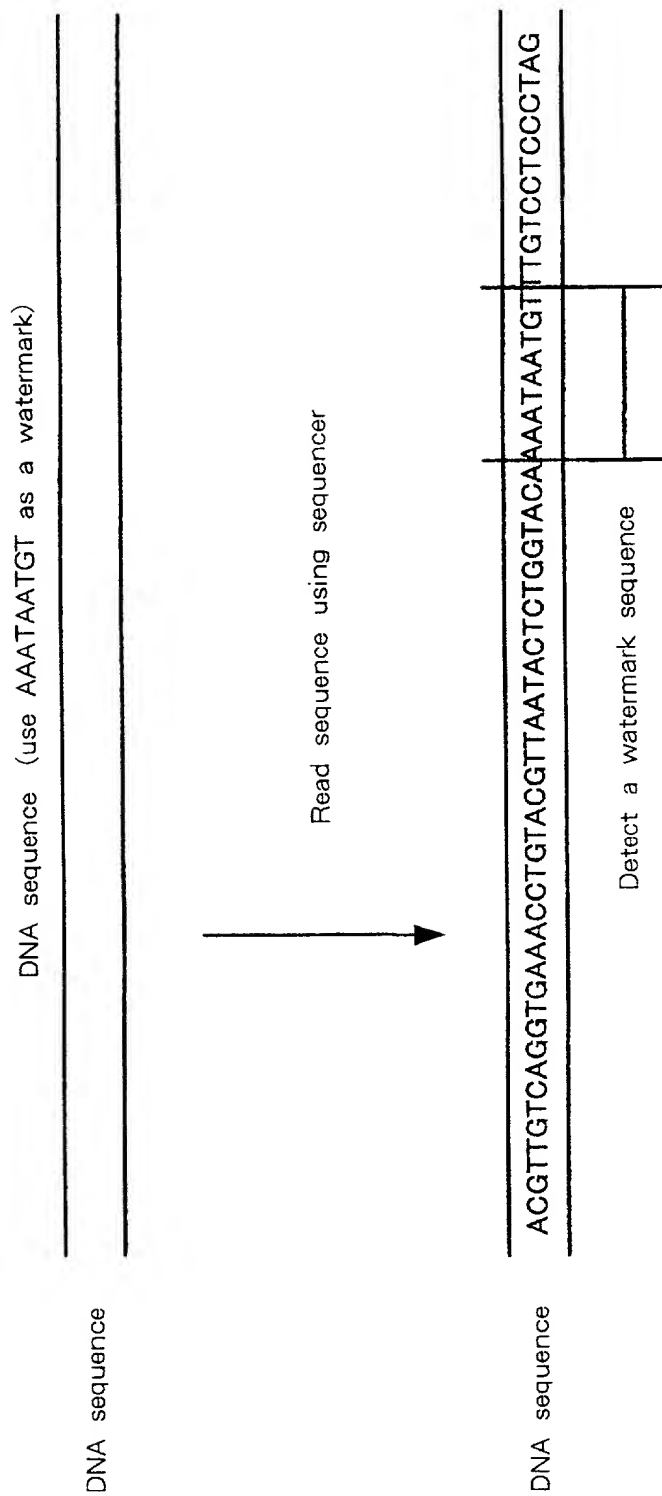 DNA sequence (use AAATAATGT as a watermark)
DNA sequence
Read sequence using sequencer
DNA sequence
ACGTTGTCAGGTGAAACCTGTACGTTAATACTCTGGTACAAAATAATGTTTGTCCTCCCTAG
Detect a watermark sequence